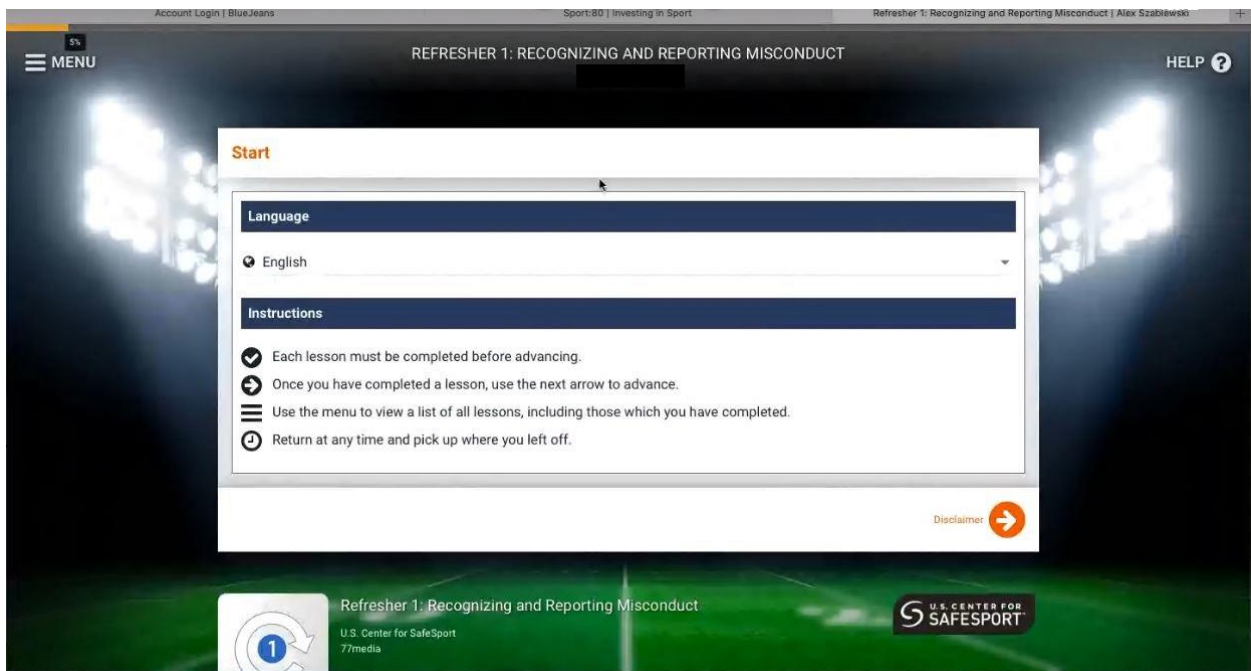 Account Login | BlueJeans
Sport:80 | Investing in Sport
Refresher 1: Recognizing and Reporting Misconduct | Alex Szablewski
+
5%
MENU
REFRESHER 1: RECOGNIZING AND REPORTING MISCONDUCT
HELP ?
Start
Language
English
Instructions
Each lesson must be completed before advancing.
Once you have completed a lesson, use the next arrow to advance.
Use the menu to view a list of all lessons, including those which you have completed.
Return at any time and pick up where you left off.
Disclaimer
1
Refresher 1: Recognizing and Reporting Misconduct
U.S. Center for SafeSport
77media
U.S. CENTER FOR
SAFESPORT